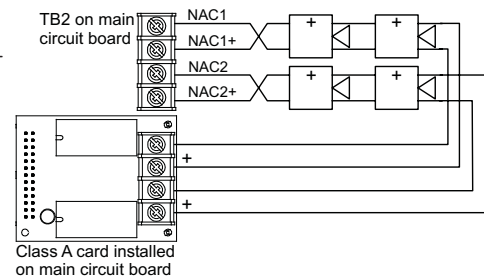 TB2 on main
circuit board
NAC1
NAC1+
NAC2
NAC2+
+ +
+ +
+
+
Class A card installed
on main circuit board